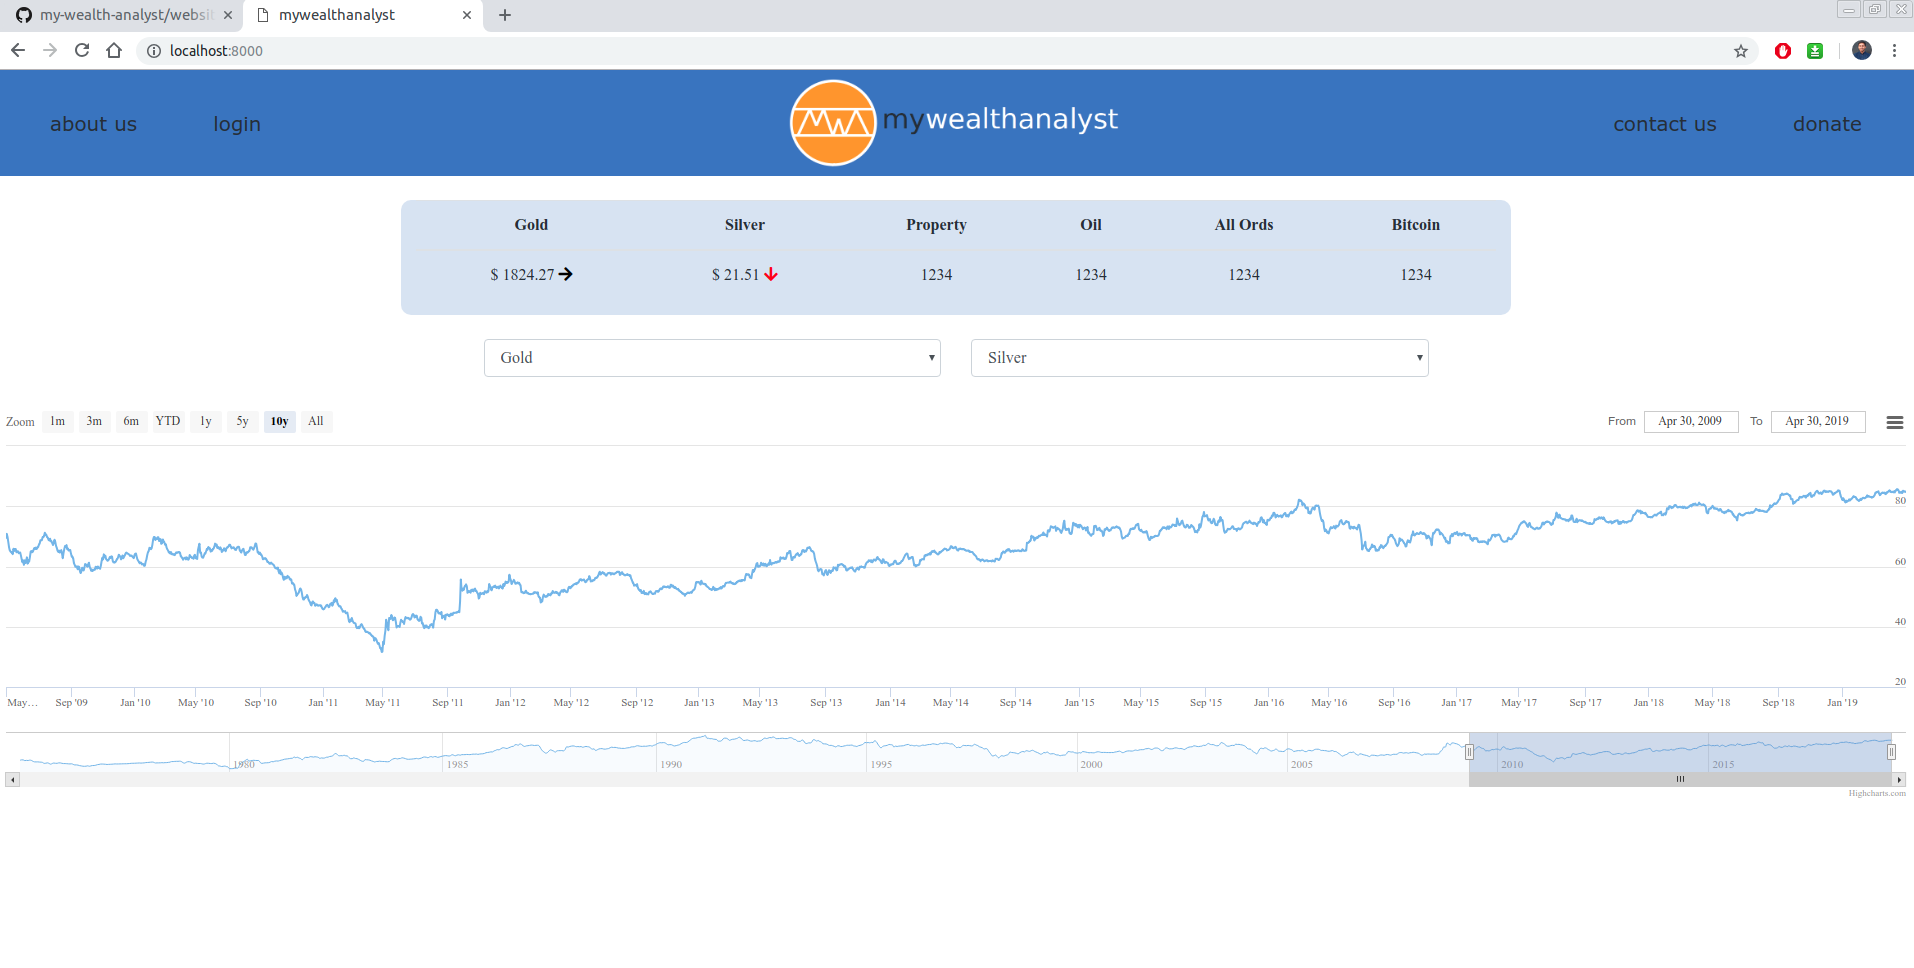 my-wealth-analyst/websi
mywealthanalyst
localhost:8000
about us login mywealthanalyst contact us donate
Gold Silver Property Oil All Ords Bitcoin
$ 1824.27 $ 21.51 1234 1234 1234 1234
Gold Silver
Zoom 1m 3m 6m YTD 1y 5y 10y All From Apr 30, 2009 To Apr 30, 2019
80
60
40
20
May… Sep '09 Jan '10 May '10 Sep '10 Jan '11 May '11 Sep '11 Jan '12 May '12 Sep '12 Jan '13 May '13 Sep '13 Jan '14 May '14 Sep '14 Jan '15 May '15 Sep '15 Jan '16 May '16 Sep '16 Jan '17 May '17 Sep '17 Jan '18 May '18 Sep '18 Jan '19
1980 1985 1990 1995 2000 2005 2010 2015
Highcharts.com